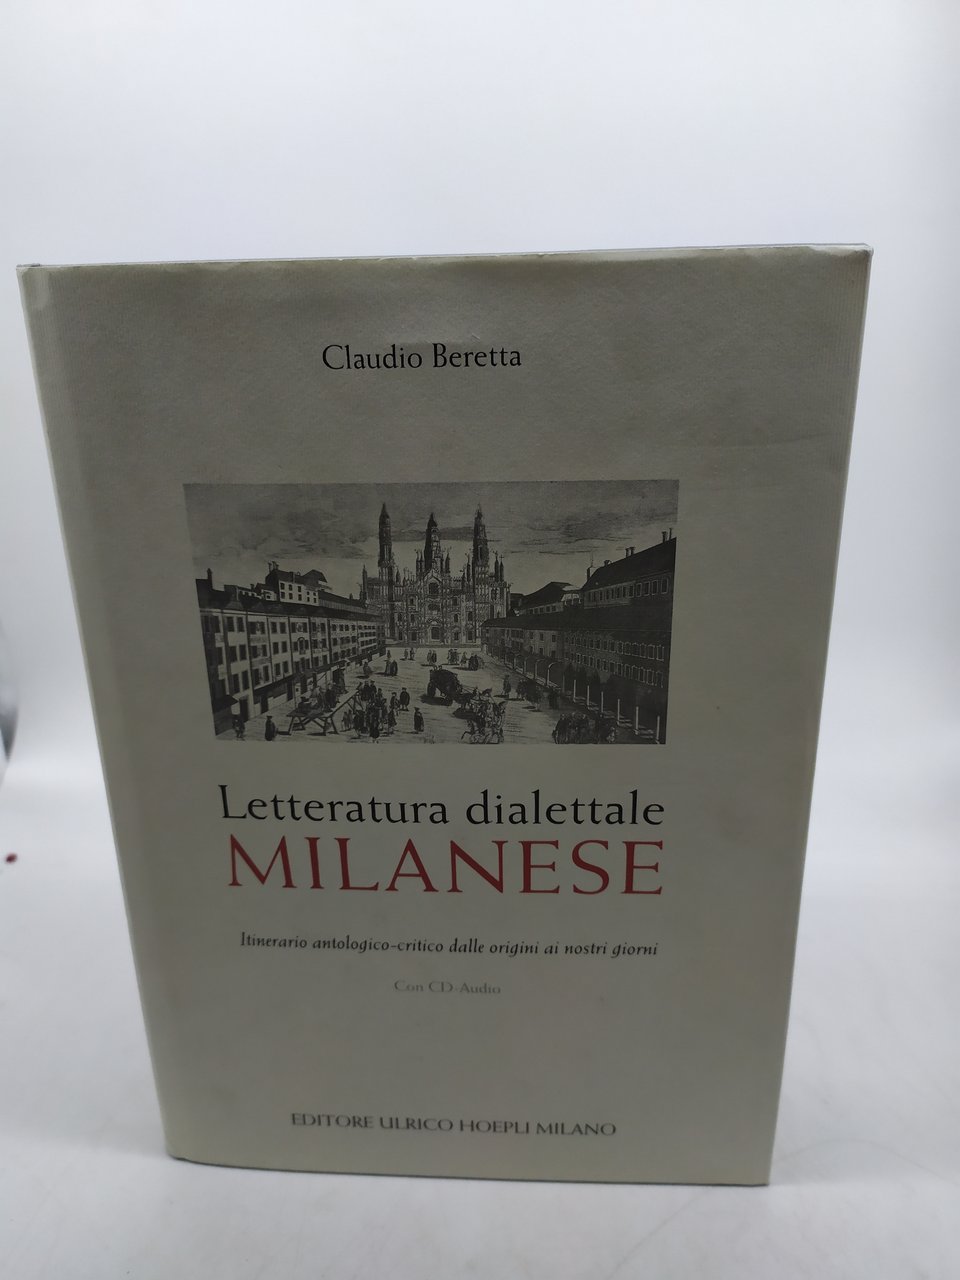 Claudio Beretta
Letteratura dialettale
MILANESE
Itinerario antologico-critico dalle origini ai nostri giorni
Con CD-Audio
EDITORE ULRICO HOEPLI MILANO